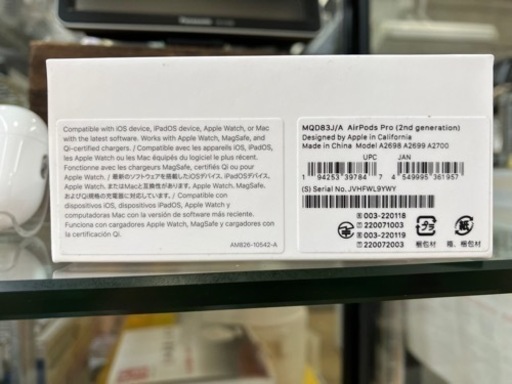 Panasonic
Compatible with iOS device, iPadOS device, Apple Watch, or Mac
with the latest software. Works with Apple Watch, MagSafe, and
Qi-certified chargers. / Compatible avec les appareils iOS, iPadOS,
les Apple Watch ou les Mac équipés du logiciel le plus récent.
Fonctionne avec les chargeurs MagSafe, certifiés Qi ou pour
Apple Watch / 最新のソフトウェアを搭載したiOSデバイス、iPadOSデバイス、
Apple Watch、またはMacと互換性があります。Apple Watch、MagSafe、
およびQi規格の充電器に対応しています。/ Compatible con
dispositivos iOS, dispositivos iPadOS, Apple Watch y
computadoras Mac con la versión de software más reciente.
Funciona con cargadores Apple Watch, MagSafe y cargadores con
la certificación Qi.
AM826-10542-A
MQD83J/A AirPods Pro (2nd generation)
Designed by Apple in California
Made in China Model A2698 A2699 A2700
UPC JAN
1 94253 39784 7 4 549995 361957
(S) Serial No. JVHFWL9YWY
003-220118
220071003
003-220119
220072003
プラ
梱包材
紙
箱、梱包材